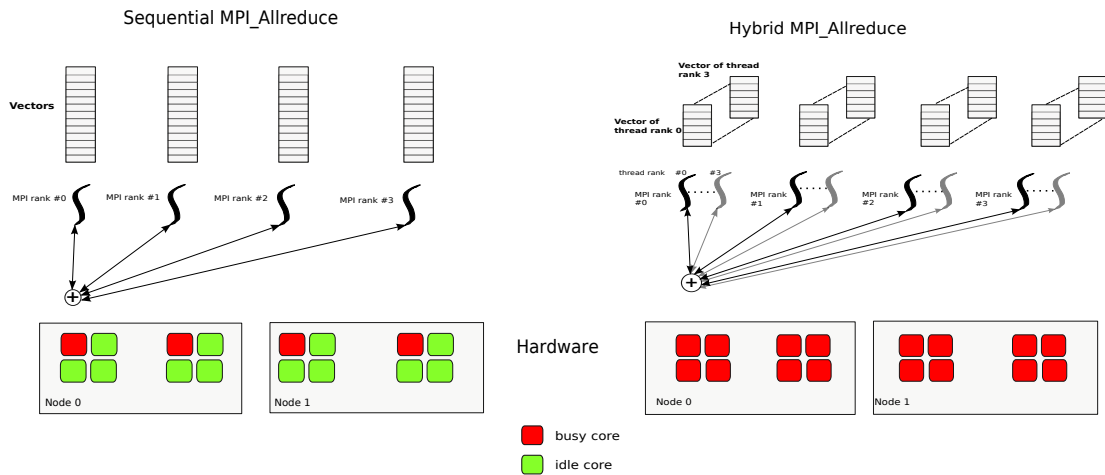 Sequential MPI_Allreduce
Vectors
MPI rank #0
MPI rank #1
MPI rank #2
MPI rank #3
+
Node 0
Node 1
Hardware
busy core
idle core
Hybrid MPI_Allreduce
Vector of thread
rank 3
Vector of
thread rank 0
thread rank #0 #3
MPI rank
#0
MPI rank
#1
MPI rank
#2
MPI rank
#3
+
Node 0
Node 1